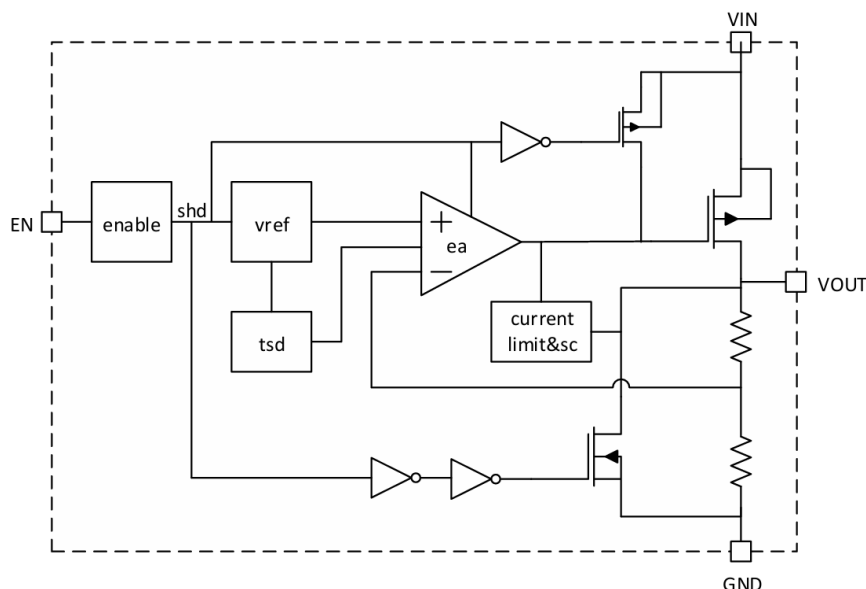 VIN
EN
enable
shd
vref
+
ea
−
tsd
current
limit&sc
VOUT
GND